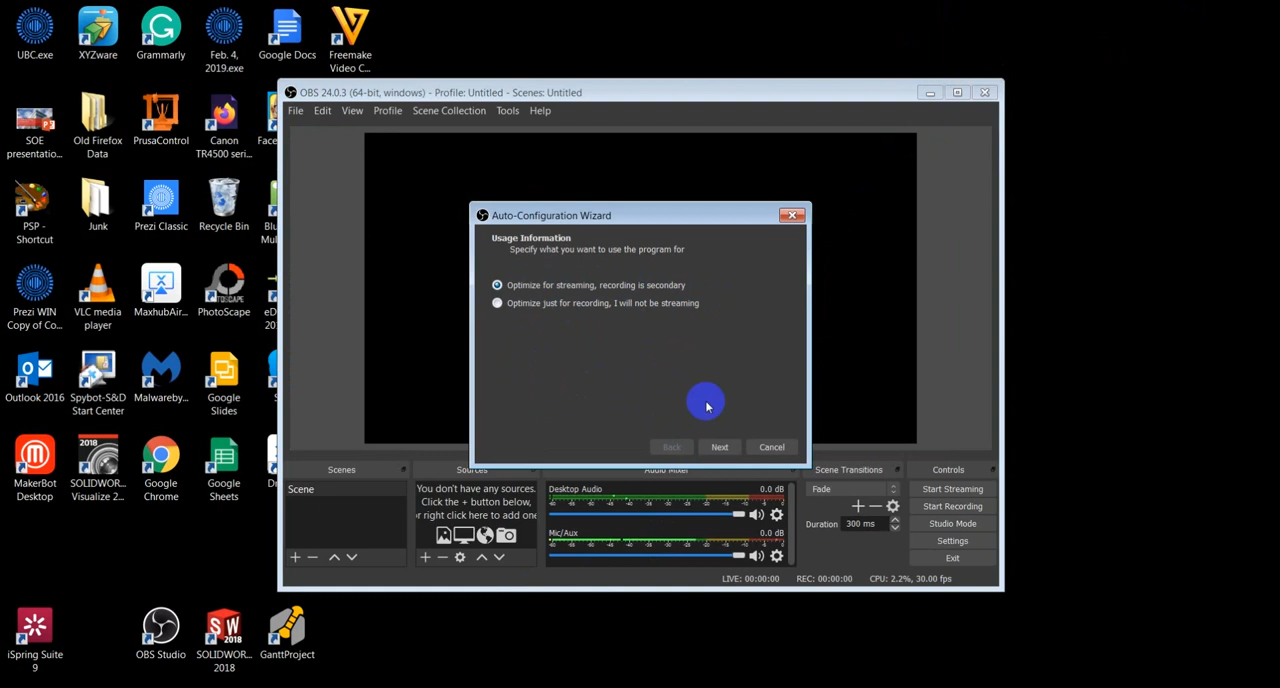 UBC.exe
XYZware
Grammarly
Feb. 4,
2019.exe
Google Docs
Freemake
Video C...
SOE
presentatio...
Old Firefox
Data
PrusaControl
Canon
TR4500 seri...
PSP -
Shortcut
Junk
Prezi Classic
Recycle Bin
Prezi WIN
Copy of Co...
VLC media
player
MaxhubAir...
PHOTOSCAPE
PhotoScape
Outlook 2016
Spybot-S&D
Start Center
Malwareby...
Google
Slides
MakerBot
Desktop
2018
SOLIDWOR...
Visualize 2...
Google
Chrome
Google
Sheets
iSpring Suite
9
OBS Studio
SW
2018
SOLIDWOR...
2018
GanttProject
OBS 24.0.3 (64-bit, windows) - Profile: Untitled - Scenes: Untitled
File Edit View Profile Scene Collection Tools Help
Auto-Configuration Wizard
Usage Information
Specify what you want to use the program for
Optimize for streaming, recording is secondary
Optimize just for recording, I will not be streaming
Back Next Cancel
Scenes
Sources
Audio Mixer
Scene Transitions
Controls
Scene
You don't have any sources.
Click the + button below,
or right click here to add one
Desktop Audio 0.0 dB
Mic/Aux 0.0 dB
Fade
Duration 300 ms
Start Streaming
Start Recording
Studio Mode
Settings
Exit
LIVE: 00:00:00 REC: 00:00:00 CPU: 2.2%, 30.00 fps